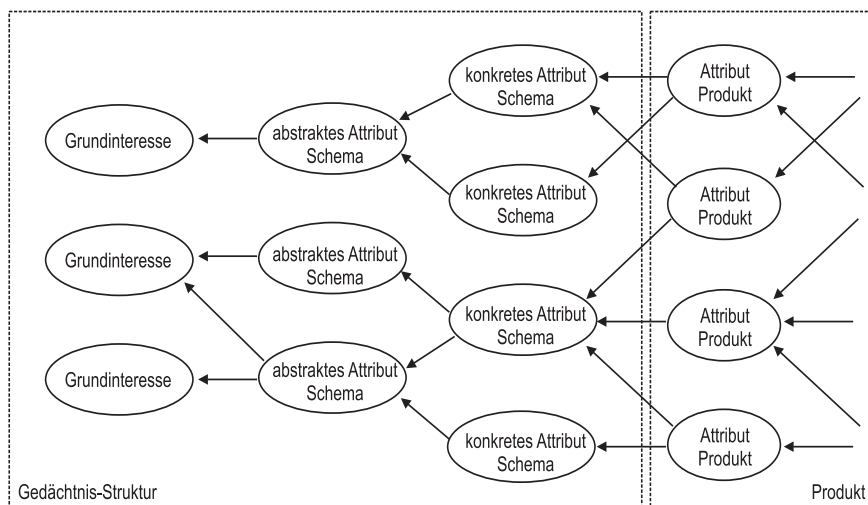 konkretes Attribut
Schema
Attribut
Produkt
Grundinteresse
abstraktes Attribut
Schema
konkretes Attribut
Schema
Attribut
Produkt
Grundinteresse
abstraktes Attribut
Schema
konkretes Attribut
Schema
Attribut
Produkt
Grundinteresse
abstraktes Attribut
Schema
konkretes Attribut
Schema
Attribut
Produkt
Gedächtnis-Struktur
Produkt